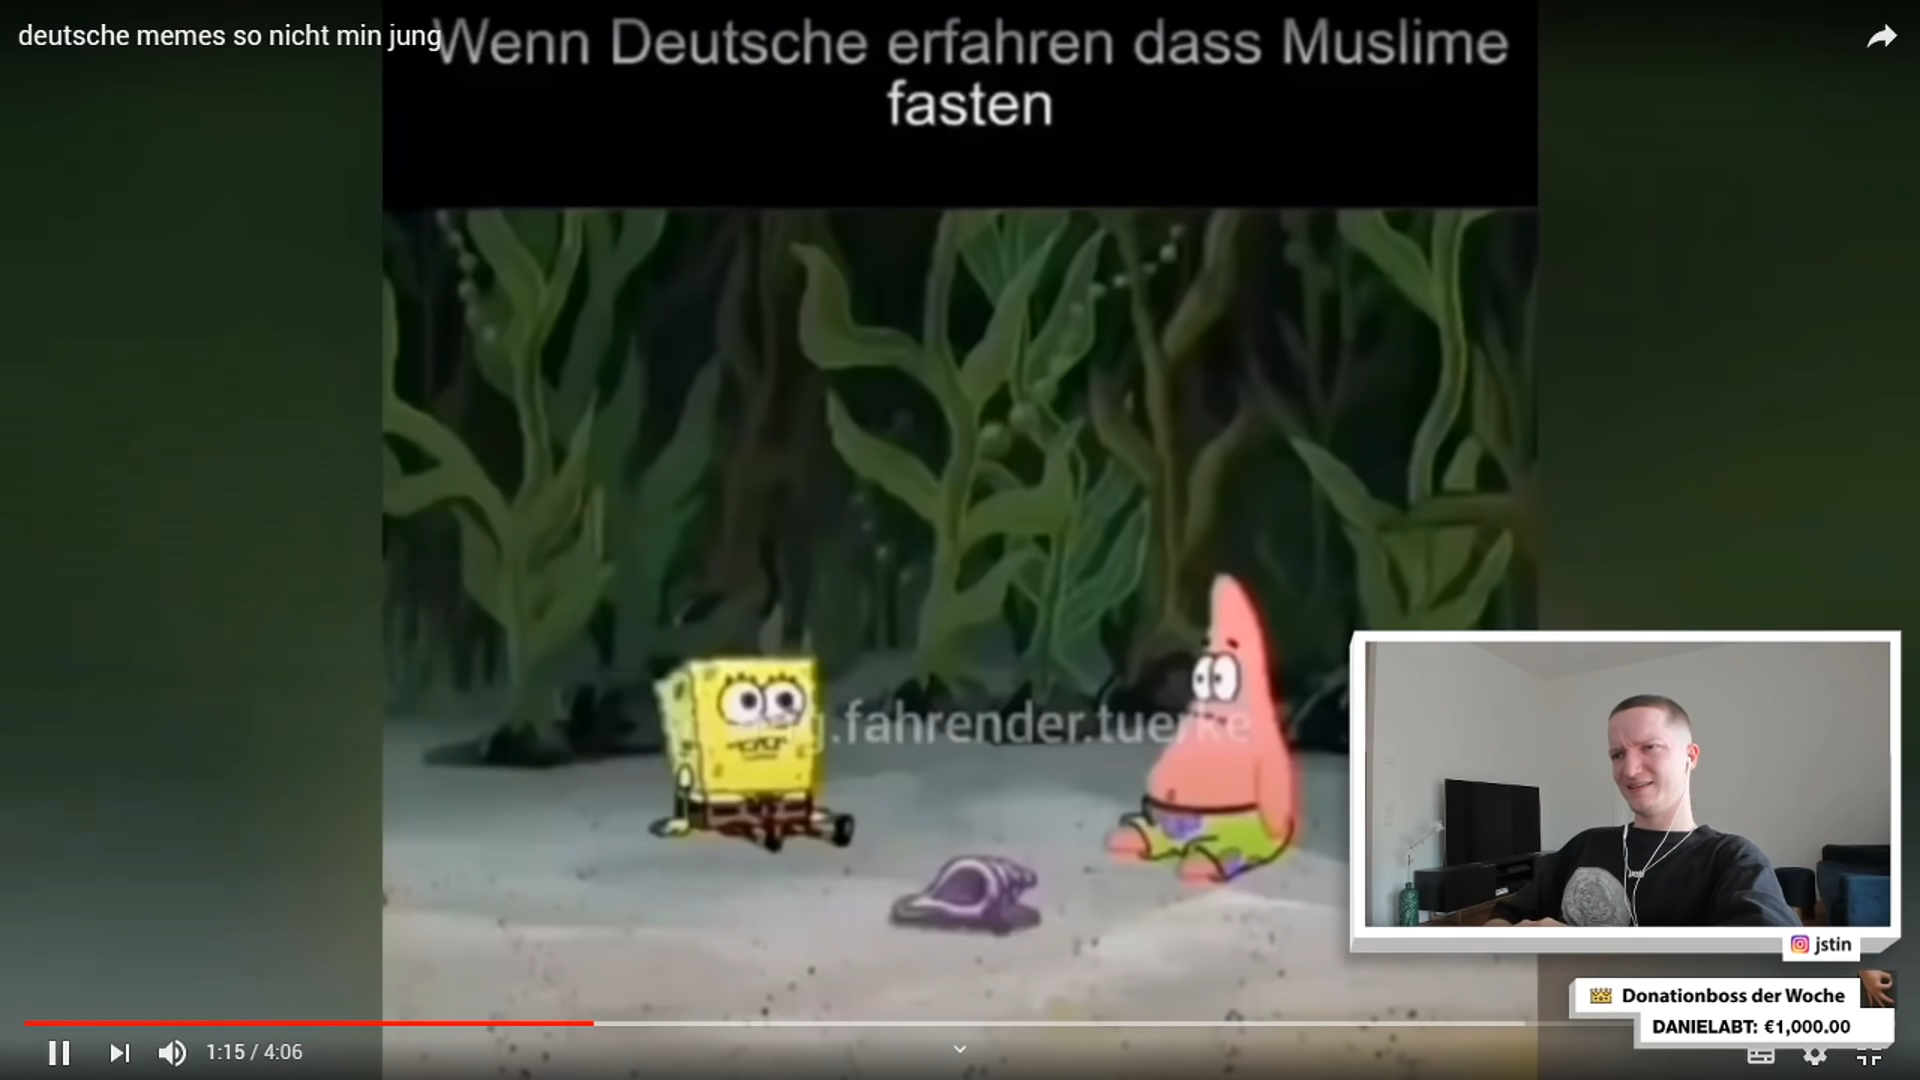 deutsche memes so nicht min jung
Wenn Deutsche erfahren dass Muslime
fasten
.fahrender.tuerke
jstin
Donationboss der Woche
DANIELABT: €1,000.00
1:15 / 4:06